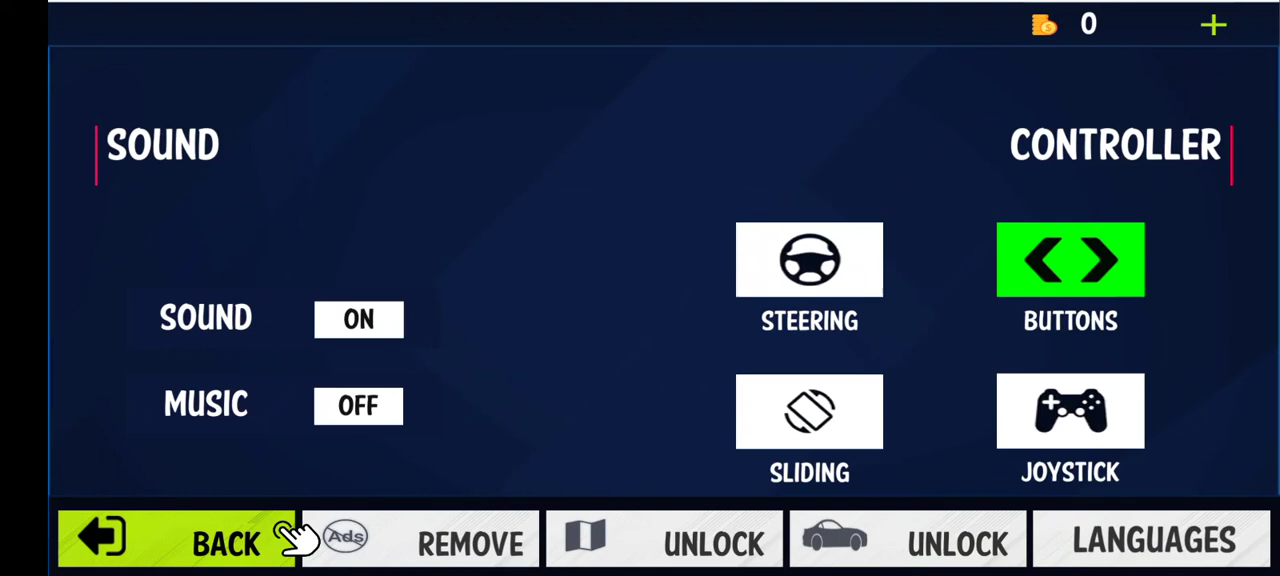 0 +
SOUND
CONTROLLER
STEERING
BUTTONS
SOUND ON
MUSIC OFF
SLIDING
JOYSTICK
BACK
Ads REMOVE
UNLOCK
UNLOCK
LANGUAGES